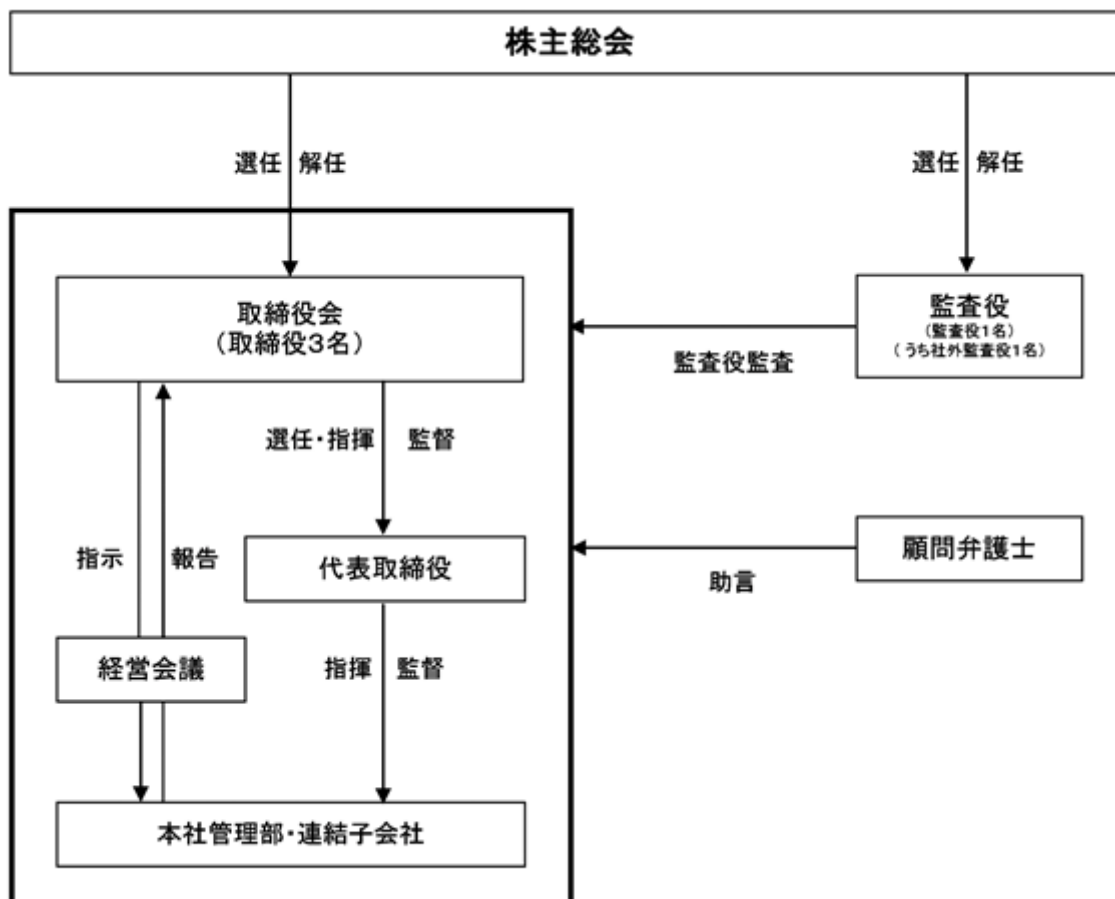 株主総会
選任 解任
選任 解任
取締役会
(取締役3名)
監査役
(監査役1名)
(うち社外監査役1名)
監査役監査
選任・指揮 監督
指示 報告
代表取締役
顧問弁護士
助言
経営会議
指揮 監督
本社管理部・連結子会社